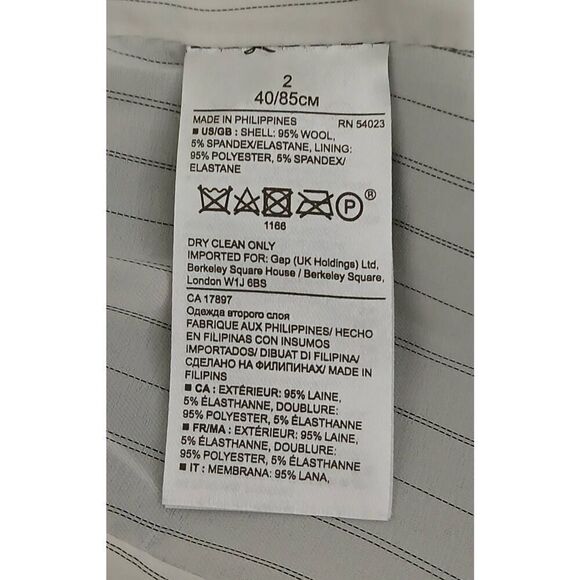 2
40/85CM
MADE IN PHILIPPINES RN 54023
■ US/GB : SHELL: 95% WOOL,
5% SPANDEX/ELASTANE, LINING:
95% POLYESTER, 5% SPANDEX/
ELASTANE
P ®
1166
DRY CLEAN ONLY
IMPORTED FOR: Gap (UK Holdings) Ltd,
Berkeley Square House / Berkeley Square,
London W1J 6BS
CA 17897
Одежда второго слоя
FABRIQUE AUX PHILIPPINES/ HECHO
EN FILIPINAS CON INSUMOS
IMPORTADOS/ DIBUAT DI FILIPINA/
СДЕЛАНО НА ФИЛИПИНАХ/ MADE IN
FILIPINS
■ CA : EXTÉRIEUR: 95% LAINE,
5% ÉLASTHANNE, DOUBLURE:
95% POLYESTER, 5% ÉLASTHANNE
■ FR/MA : EXTÉRIEUR: 95% LAINE,
5% ÉLASTHANNE, DOUBLURE:
95% POLYESTER, 5% ÉLASTHANNE
■ IT : MEMBRANA: 95% LANA,